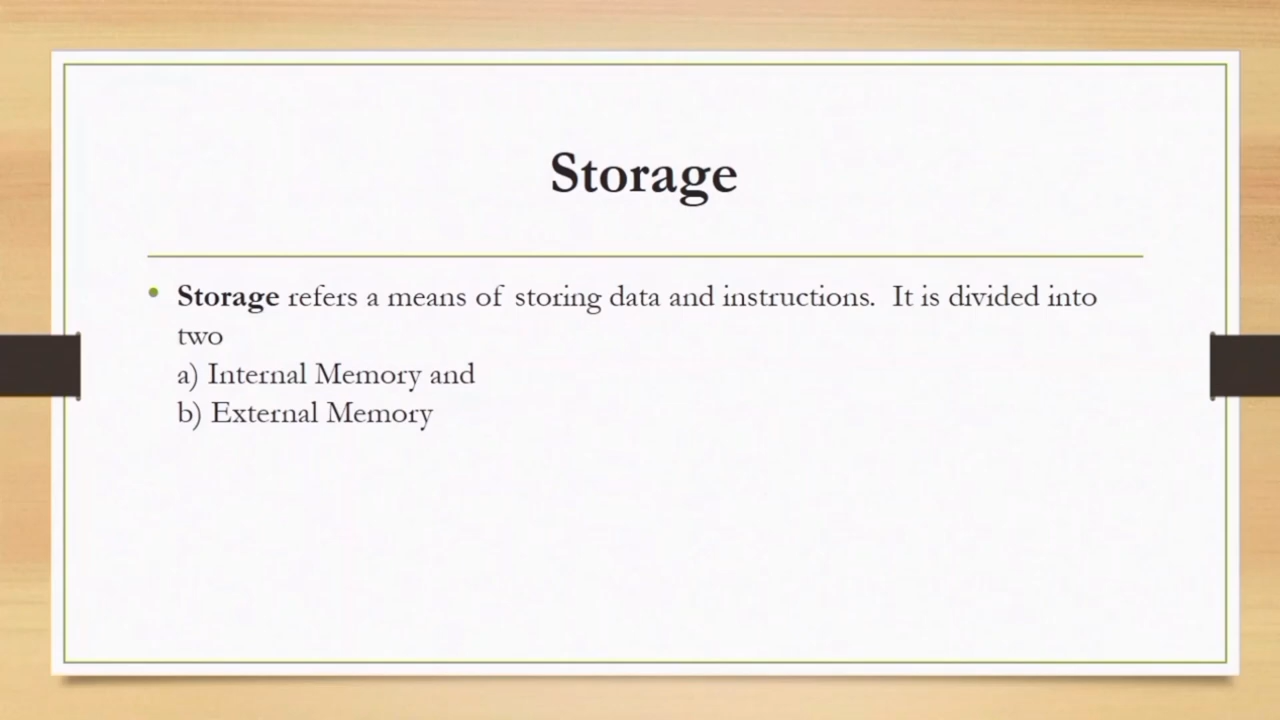 Storage
• Storage refers a means of storing data and instructions.  It is divided into
two
a) Internal Memory and
b) External Memory